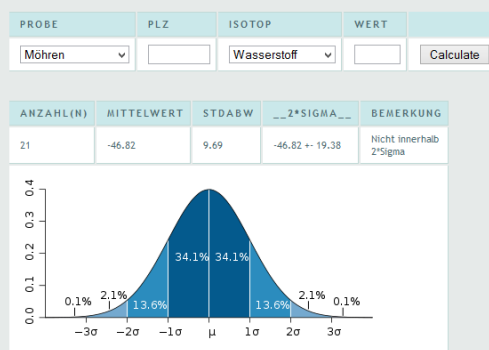 PROBE PLZ ISOTOP WERT
Möhren Wasserstoff Calculate
ANZAHL(N) MITTELWERT STDABW __2*SIGMA__ BEMERKUNG
21 -46.82 9.69 -46.82 +- 19.38 Nicht innerhalb
2*Sigma
0.4
0.3
0.2
0.1
0.0
34.1% 34.1%
0.1% 2.1% 13.6% 13.6% 2.1% 0.1%
−3σ −2σ −1σ μ 1σ 2σ 3σ